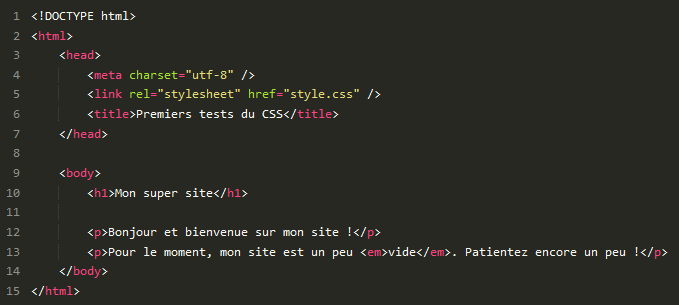 1 <!DOCTYPE html>
2 <html>
3     <head>
4         <meta charset="utf-8" />
5         <link rel="stylesheet" href="style.css" />
6         <title>Premiers tests du CSS</title>
7     </head>
8
9     <body>
10         <h1>Mon super site</h1>
11
12         <p>Bonjour et bienvenue sur mon site !</p>
13         <p>Pour le moment, mon site est un peu <em>vide</em>. Patientez encore un peu !</p>
14     </body>
15 </html>